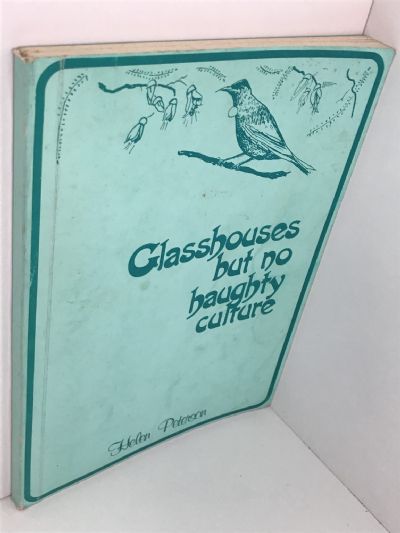 Glasshouses
but no
haughty
culture
Helen Peterson